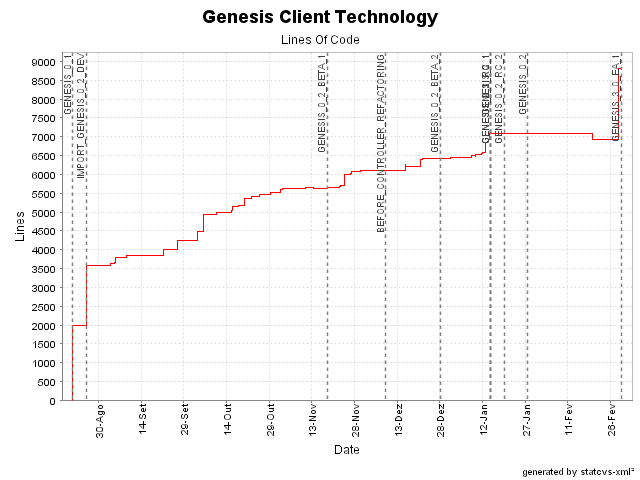 Genesis Client Technology
Lines Of Code
Lines
9000
8500
8000
7500
7000
6500
6000
5500
5000
4500
4000
3500
3000
2500
2000
1500
1000
500
0
GENESIS_0_1
IMPORT_GENESIS_0_2_DEV
GENESIS_0_2_BETA_1
BEFORE_CONTROLLER_REFACTORING
GENESIS_0_2_BETA_2
GENESIS_0_2_RC_2
GENESIS_0_2
GENESIS_3_0_EA_1
30-Ago
14-Set
29-Set
14-Out
29-Out
13-Nov
28-Nov
13-Dez
28-Dez
12-Jan
27-Jan
11-Fev
26-Fev
Date
generated by statcvs-xml²